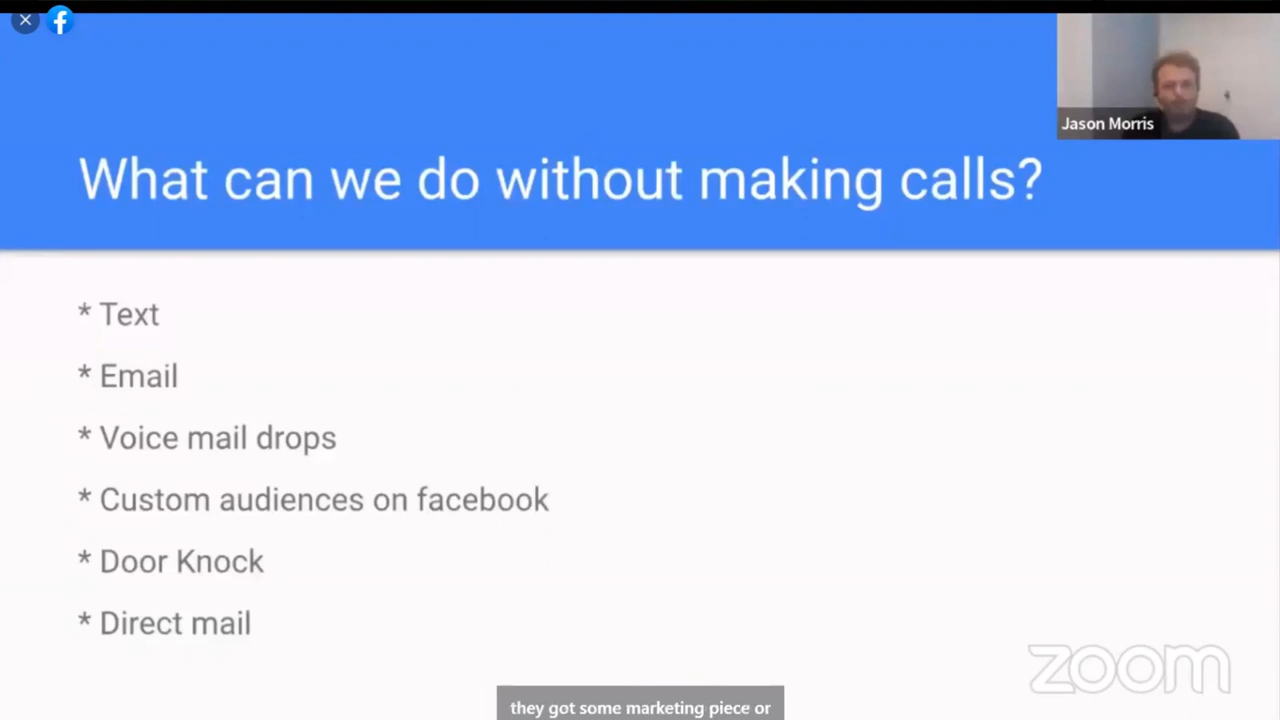 Jason Morris
What can we do without making calls?
* Text
* Email
* Voice mail drops
* Custom audiences on facebook
* Door Knock
* Direct mail
zoom
they got some marketing piece or